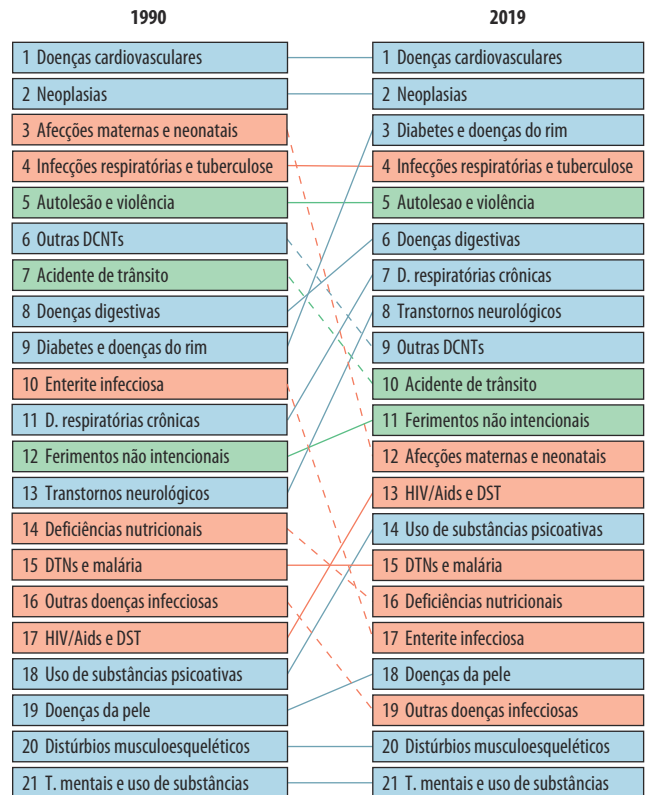 1990
2019
1 Doenças cardiovasculares
1 Doenças cardiovasculares
2 Neoplasias
2 Neoplasias
3 Afecções maternas e neonatais
3 Diabetes e doenças do rim
4 Infecções respiratórias e tuberculose
4 Infecções respiratórias e tuberculose
5 Autolesão e violência
5 Autolesao e violência
6 Outras DCNTs
6 Doenças digestivas
7 Acidente de trânsito
7 D. respiratórias crônicas
8 Doenças digestivas
8 Transtornos neurológicos
9 Diabetes e doenças do rim
9 Outras DCNTs
10 Enterite infecciosa
10 Acidente de trânsito
11 D. respiratórias crônicas
11 Ferimentos não intencionais
12 Ferimentos não intencionais
12 Afecções maternas e neonatais
13 Transtornos neurológicos
13 HIV/Aids e DST
14 Deficiências nutricionais
14 Uso de substâncias psicoativas
15 DTNs e malária
15 DTNs e malária
16 Outras doenças infecciosas
16 Deficiências nutricionais
17 HIV/Aids e DST
17 Enterite infecciosa
18 Uso de substâncias psicoativas
18 Doenças da pele
19 Doenças da pele
19 Outras doenças infecciosas
20 Distúrbios musculoesqueléticos
20 Distúrbios musculoesqueléticos
21 T. mentais e uso de substâncias
21 T. mentais e uso de substâncias